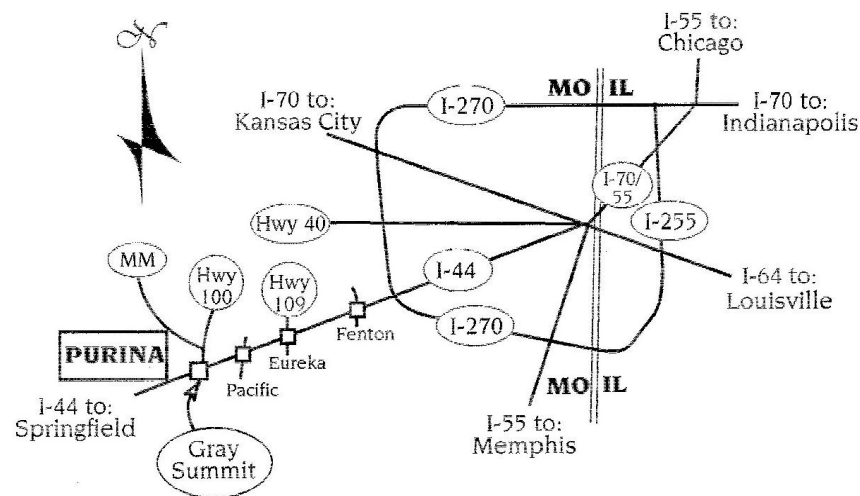 I-55 to:
Chicago
MO IL
I-270
I-70 to:
Kansas City
I-70 to:
Indianapolis
I-70/
55
Hwy 40
I-255
MM
Hwy
100
Hwy
109
I-44
I-64 to:
Louisville
Fenton
I-270
PURINA
Eureka
Pacific
MO IL
I-44 to:
Springfield
I-55 to:
Memphis
Gray
Summit